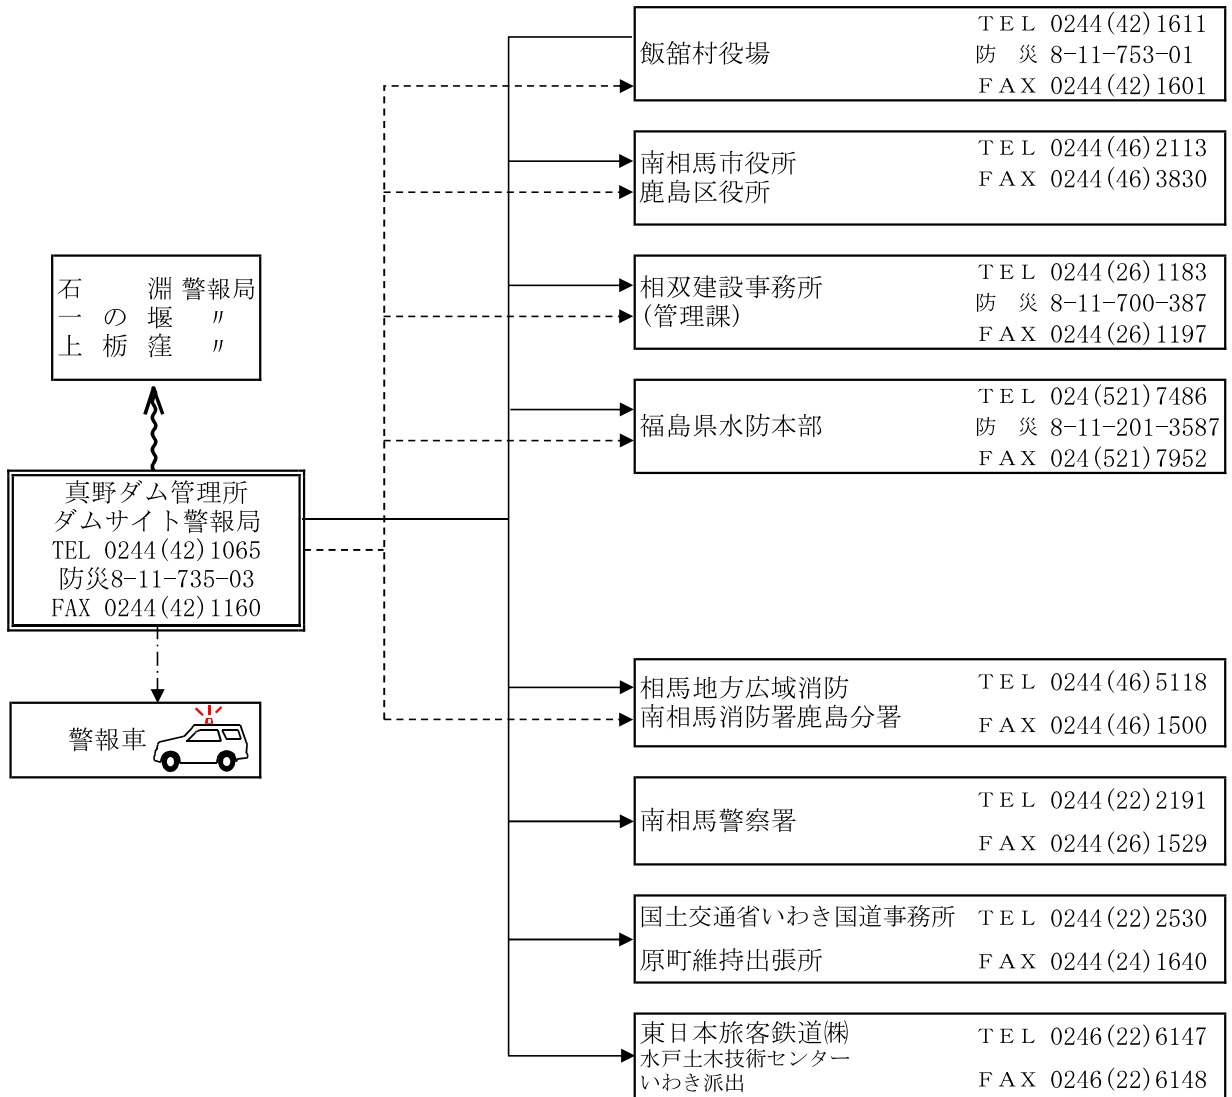 飯舘村役場
ＴＥＬ 0244(42)1611
防　災 8-11-753-01
ＦＡＸ 0244(42)1601
南相馬市役所
鹿島区役所
ＴＥＬ 0244(46)2113
ＦＡＸ 0244(46)3830
石　　淵 警報局
一 の 堰　〃
上 栃 窪　〃
相双建設事務所
(管理課)
ＴＥＬ 0244(26)1183
防　災 8-11-700-387
ＦＡＸ 0244(26)1197
福島県水防本部
ＴＥＬ 024(521)7486
防　災 8-11-201-3587
ＦＡＸ 024(521)7952
真野ダム管理所
ダムサイト警報局
TEL 0244(42)1065
防災8-11-735-03
FAX 0244(42)1160
警報車
相馬地方広域消防
南相馬消防署鹿島分署
ＴＥＬ 0244(46)5118
ＦＡＸ 0244(46)1500
南相馬警察署
ＴＥＬ 0244(22)2191
ＦＡＸ 0244(26)1529
国土交通省いわき国道事務所
原町維持出張所
ＴＥＬ 0244(22)2530
ＦＡＸ 0244(24)1640
東日本旅客鉄道㈱
水戸土木技術センター
いわき派出
ＴＥＬ 0246(22)6147
ＦＡＸ 0246(22)6148